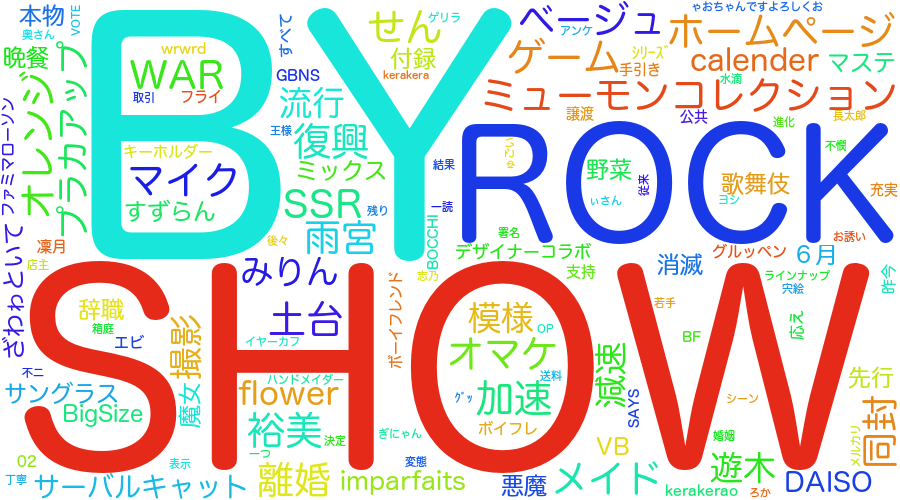 ゃおちゃんですよろしくお
本物
奥さん
VOTE
BY
すべて
せん
ゲリラ
ベージュ
アンケ
ホームページ
晩餐
wrwrd
WAR
付録
kerakera
ゲーム
シリーズ
手引き
calender
マステ
GBNS
取引
フライ
流行
水滴
ミューモンコレクション
オレンジ
プラカアップ
ファミマローソン
王様
復興
譲渡
公共
進化
長太郎
ROCK
キーホルダー
マイク
ミックス
結果
野菜
従来
不憫
歌舞伎
ヨシ
充実
すずらん
SSR
残り
一読
ぃさん
凜月
後々
雨宮
BOCCHI
署名
デザイナーコラボ
グルッペン
お誘い
6月
店主
ざわわといて
みりん
志乃
支持
消滅
ラインナップ
穴絵
昨今
SHOW
辞職
箱庭
エビ
撮影
土台
ボーイフレンド
模様
OP
若手
BF
応え
不二
イヤーカフ
オマケ
減速
サングラス
魔女
ハンドメイダー
flower
グッ
送料
加速
先行
BigSize
裕美
決定
ぎにゃん
ボイフレ
SAYS
シーン
同封
メルカリ
02
表示
一つ
変態
VB
婚姻
丁寧
サーバルキャット
離婚
imparfaits
悪魔
メイド
遊木
kerakerao
ろか
DAISO